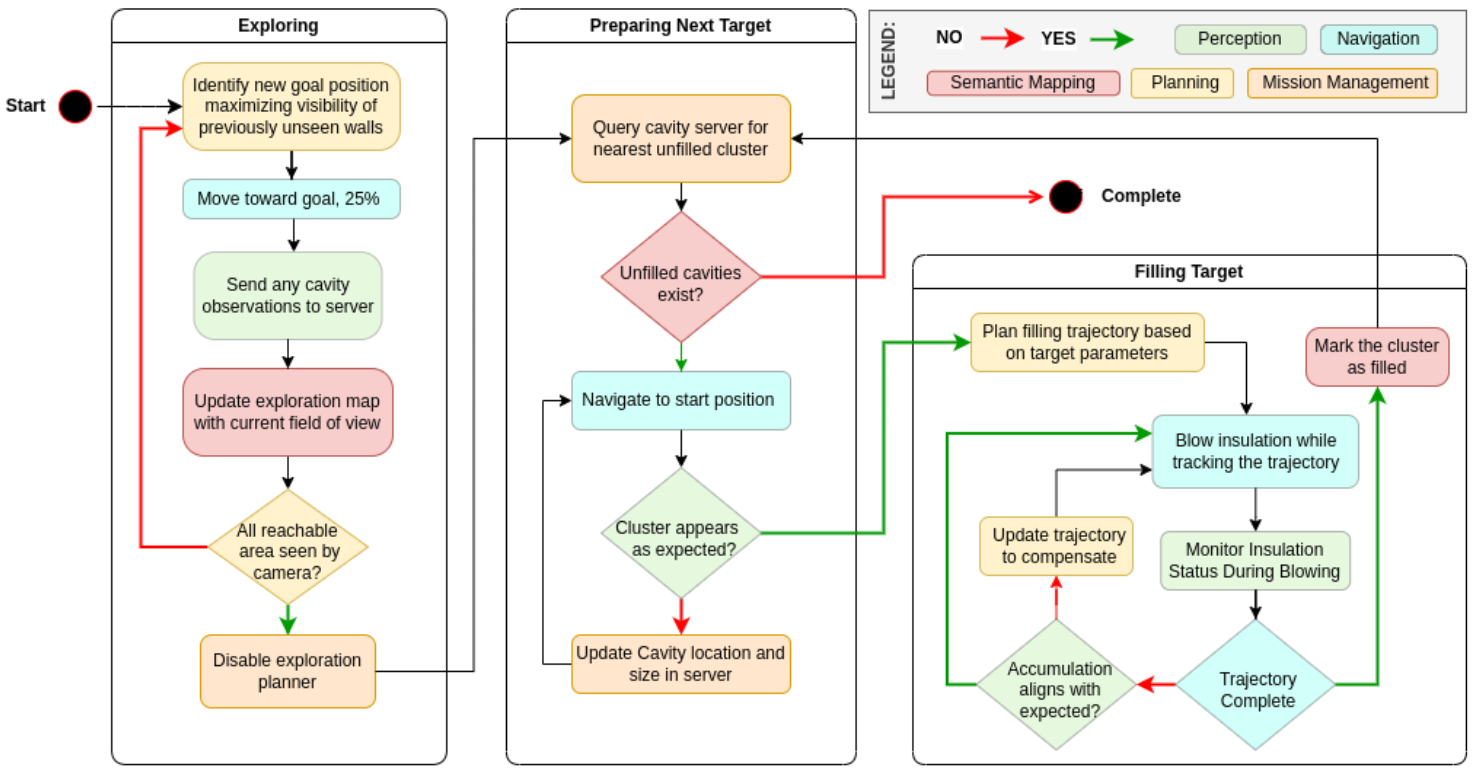 Exploring
Start
Identify new goal position
maximizing visibility of
previously unseen walls
Move toward goal, 25%
Send any cavity
observations to server
Update exploration map
with current field of view
All reachable
area seen by
camera?
Disable exploration
planner
Preparing Next Target
Query cavity server for
nearest unfilled cluster
Unfilled cavities
exist?
Navigate to start position
Cluster appears
as expected?
Update Cavity location and
size in server
LEGEND:
NO
YES
Perception
Navigation
Semantic Mapping
Planning
Mission Management
Complete
Filling Target
Plan filling trajectory based
on target parameters
Mark the cluster
as filled
Blow insulation while
tracking the trajectory
Update trajectory
to compensate
Monitor Insulation
Status During Blowing
Accumulation
aligns with
expected?
Trajectory
Complete